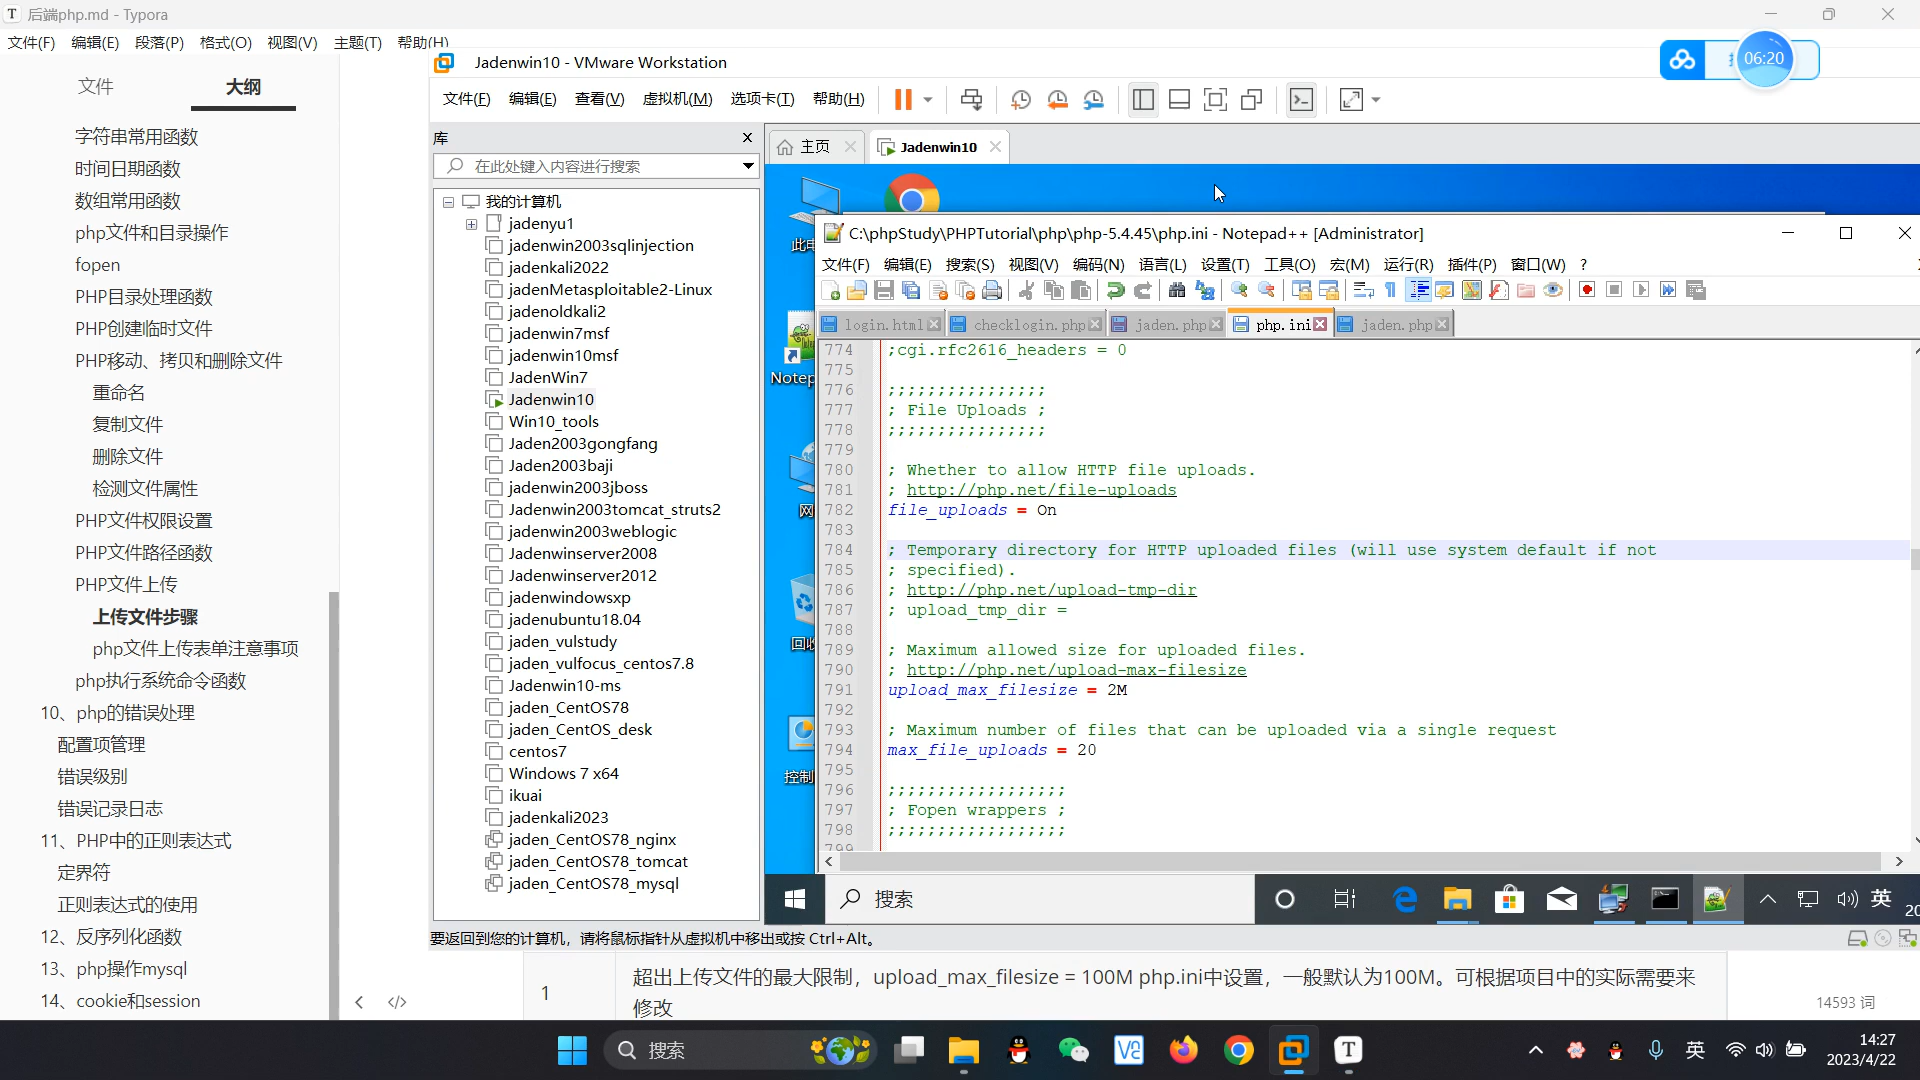 后端php.md - Typora
文件(F) 编辑(E) 段落(P) 格式(O) 视图(V) 主题(T) 帮助(H)
文件 大纲
字符串常用函数
时间日期函数
数组常用函数
php文件和目录操作
fopen
PHP目录处理函数
PHP创建临时文件
PHP移动、拷贝和删除文件
重命名
复制文件
删除文件
检测文件属性
PHP文件权限设置
PHP文件路径函数
PHP文件上传
上传文件步骤
php文件上传表单注意事项
php执行系统命令函数
10、php的错误处理
配置项管理
错误级别
错误记录日志
11、PHP中的正则表达式
定界符
正则表达式的使用
12、反序列化函数
13、php操作mysql
14、cookie和session
Jadenwin10 - VMware Workstation
06:20
文件(F) 编辑(E) 查看(V) 虚拟机(M) 选项卡(T) 帮助(H)
库
在此处键入内容进行搜索
我的计算机
jadenyu1
jadenwin2003sqlinjection
jadenkali2022
jadenMetasploitable2-Linux
jadenoldkali2
jadenwin7msf
jadenwin10msf
JadenWin7
Jadenwin10
Win10_tools
Jaden2003gongfang
Jaden2003baji
jadenwin2003jboss
jadenwin2003tomcat_struts2
jadenwin2003weblogic
Jadenwinserver2008
Jadenwinserver2012
jadenwindowsxp
jadenubuntu18.04
jaden_vulstudy
jaden_vulfocus_centos7.8
Jadenwin10-ms
jaden_CentOS78
jaden_CentOS_desk
centos7
Windows 7 x64
ikuai
jadenkali2023
jaden_CentOS78_nginx
jaden_CentOS78_tomcat
jaden_CentOS78_mysql
主页 Jadenwin10
此电
Notep
网
回收
控制
C:\phpStudy\PHPTutorial\php\php-5.4.45\php.ini - Notepad++ [Administrator]
文件(F) 编辑(E) 搜索(S) 视图(V) 编码(N) 语言(L) 设置(T) 工具(O) 宏(M) 运行(R) 插件(P) 窗口(W) ?
login.html checklogin.php jaden.php php.ini jaden.php
774 ;cgi.rfc2616_headers = 0
775
776 ;;;;;;;;;;;;;;;;
777 ; File Uploads ;
778 ;;;;;;;;;;;;;;;;
779
780 ; Whether to allow HTTP file uploads.
781 ; http://php.net/file-uploads
782 file_uploads = On
783
784 ; Temporary directory for HTTP uploaded files (will use system default if not
785 ; specified).
786 ; http://php.net/upload-tmp-dir
787 ; upload_tmp_dir =
788
789 ; Maximum allowed size for uploaded files.
790 ; http://php.net/upload-max-filesize
791 upload_max_filesize = 2M
792
793 ; Maximum number of files that can be uploaded via a single request
794 max_file_uploads = 20
795
796 ;;;;;;;;;;;;;;;;;;
797 ; Fopen wrappers ;
798 ;;;;;;;;;;;;;;;;;;
799
搜索 英 20
要返回到您的计算机，请将鼠标指针从虚拟机中移出或按 Ctrl+Alt。
1 超出上传文件的最大限制，upload_max_filesize = 100M php.ini中设置，一般默认为100M。可根据项目中的实际需要来
修改
14593 词
搜索 英 14:27
2023/4/22